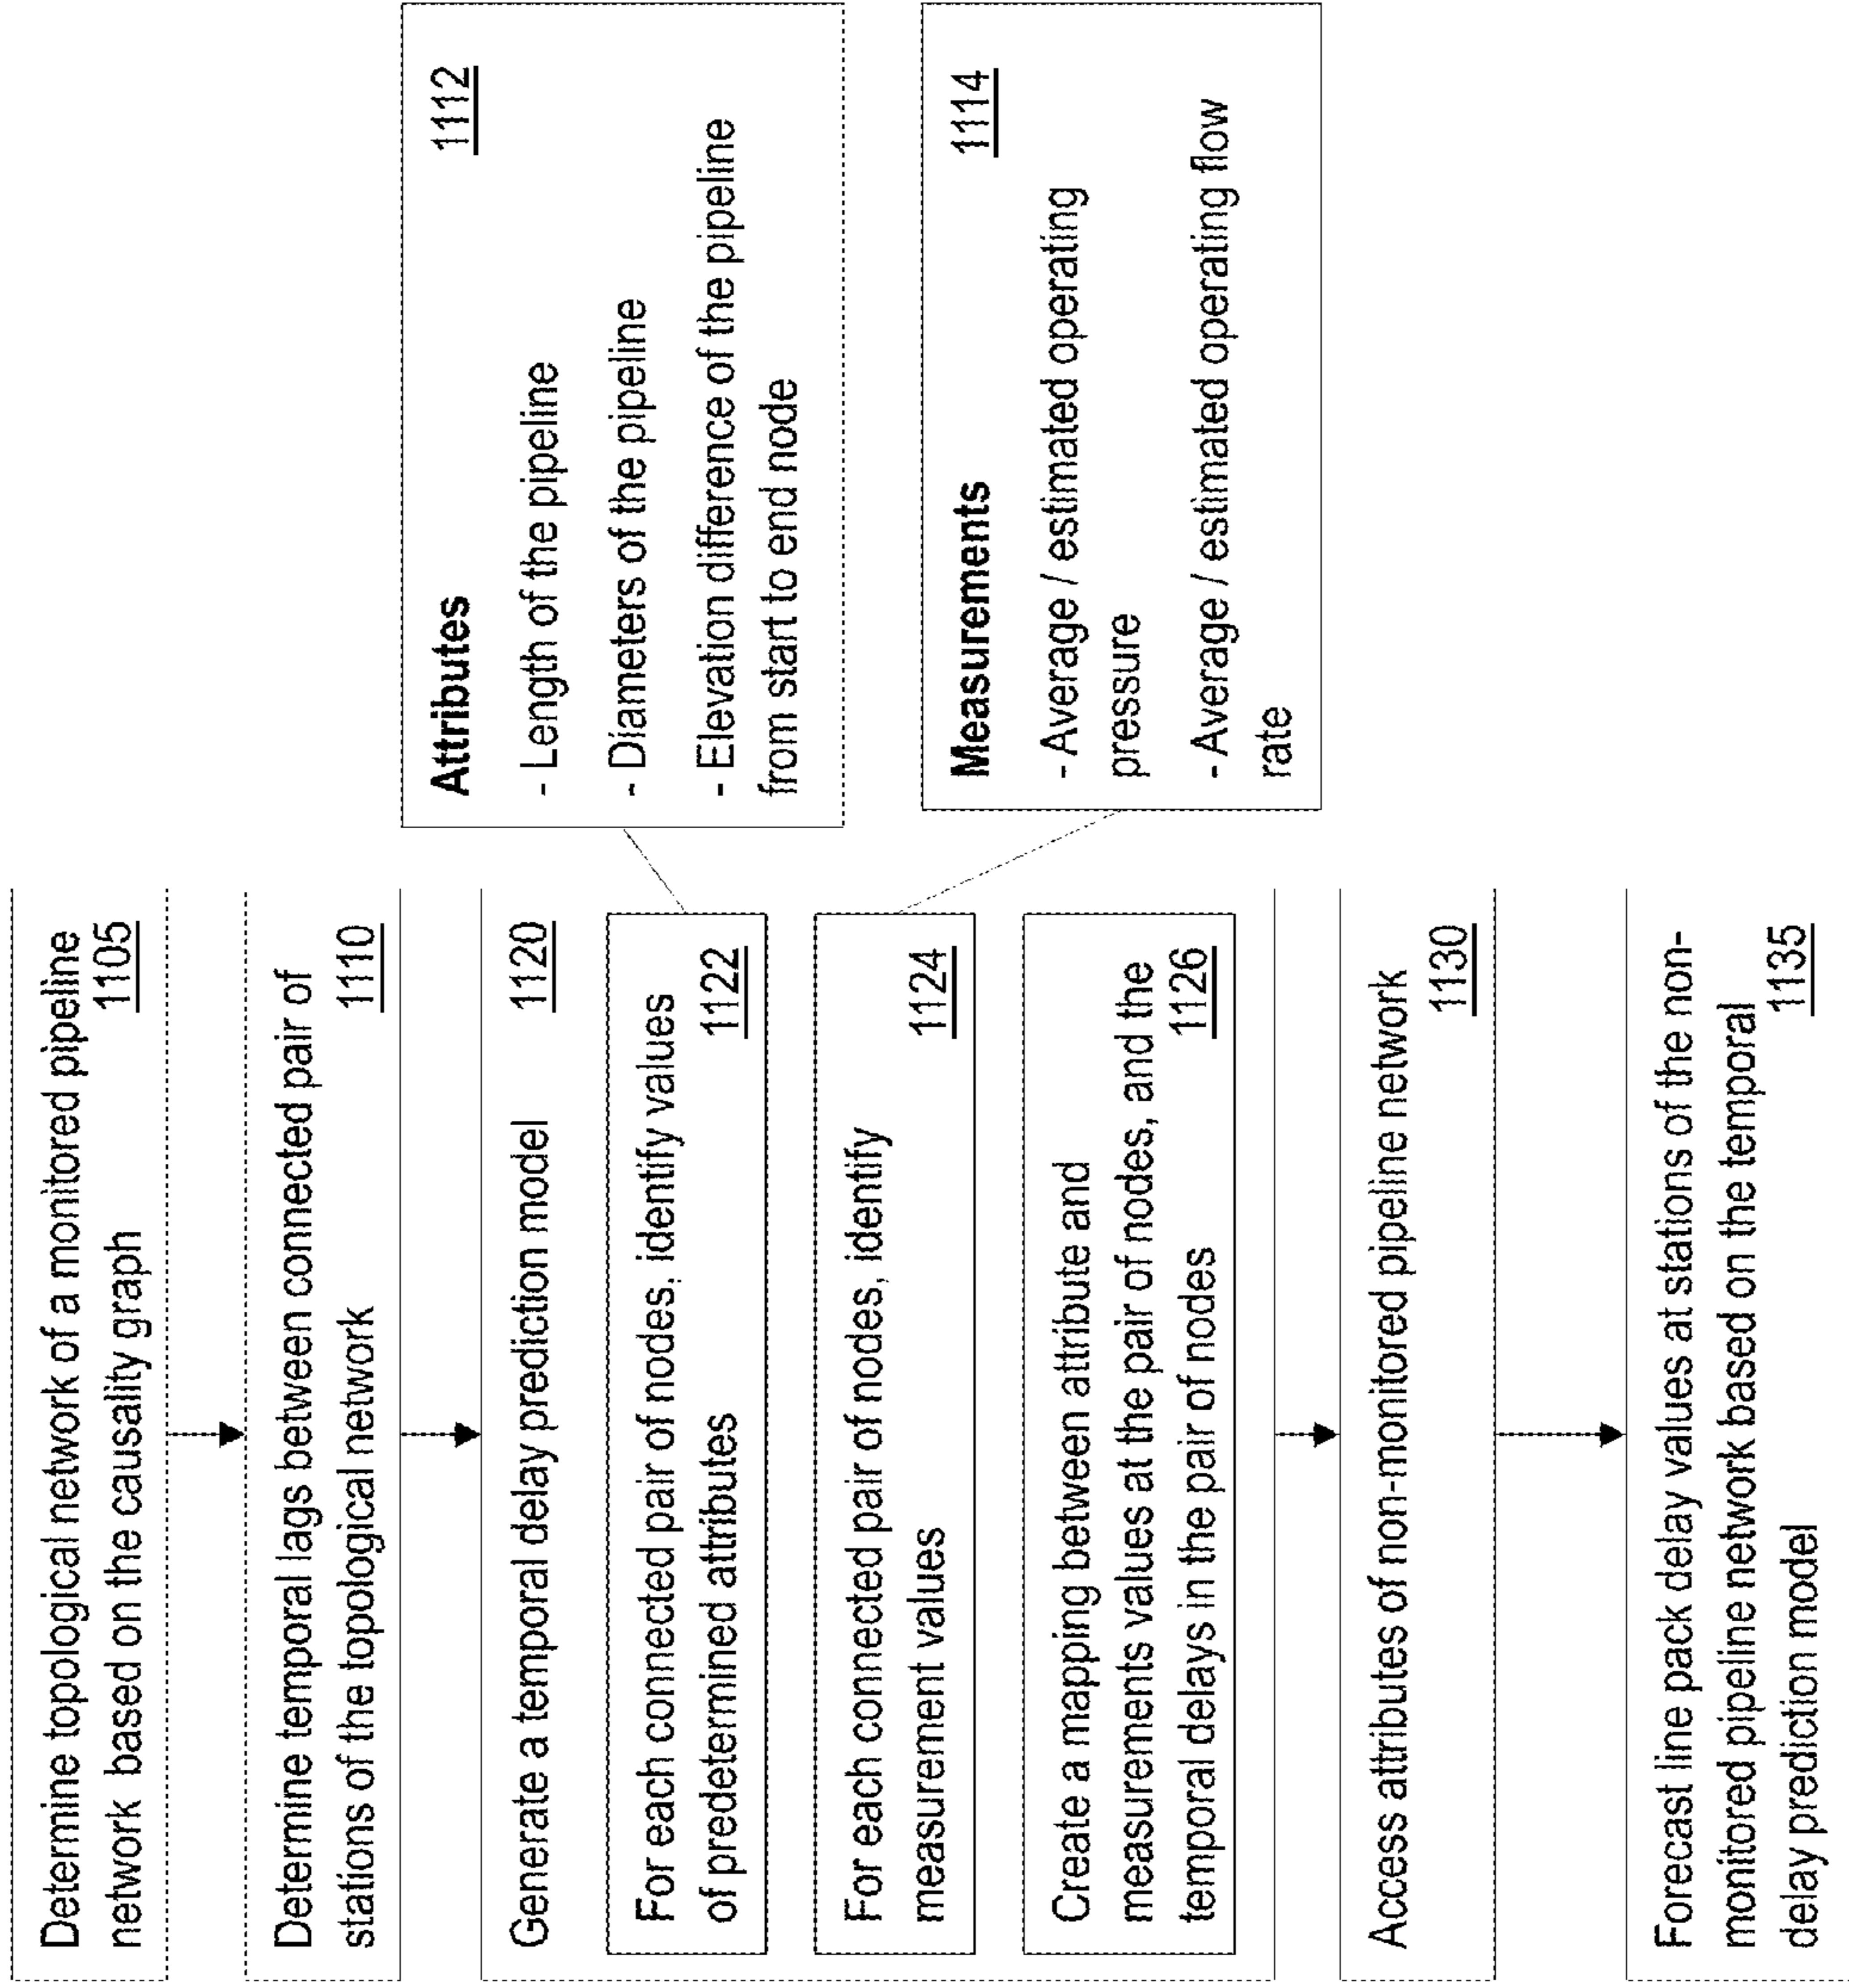 Determine topological network of a monitored pipeline
network based on the causality graph
1105
Determine temporal lags between connected pair of
stations of the topological network
1110
Generate a temporal delay prediction model
1120
For each connected pair of nodes, identify values
of predetermined attributes
1122
For each connected pair of nodes, identify
measurement values
1124
Create a mapping between attribute and
measurements values at the pair of nodes, and the
temporal delays in the pair of nodes
1126
Access attributes of non-monitored pipeline network
1130
Forecast line pack delay values at stations of the non-
monitored pipeline network based on the temporal
delay prediction model
1135
Attributes
1112
- Length of the pipeline
- Diameters of the pipeline
- Elevation difference of the pipeline
from start to end node
Measurements
1114
- Average / estimated operating
pressure
- Average / estimated operating flow
rate